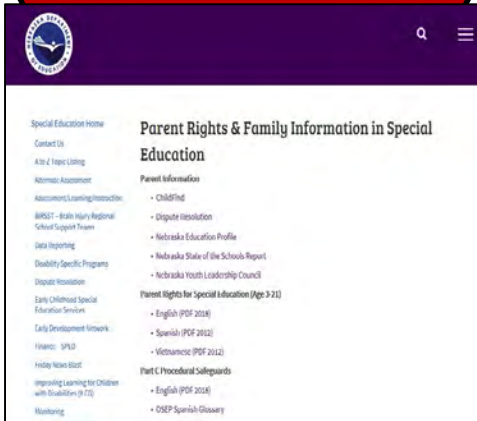 NEBRASKA DEPARTMENT
OF EDUCATION
Special Education Home
Contact Us
A to Z Topic Listing
Alternate Assessment
Assessment/Learning/Instruction
BIRSST – Brain Injury Regional
School Support Teams
Data Reporting
Disability Specific Programs
Dispute Resolution
Early Childhood Special
Education Services
Early Development Network
Finance: SPED
Friday News Blast
Improving Learning for Children
with Disabilities
Monitoring
Parent Rights & Family Information in Special
Education
Parent Information
• ChildFind
• Dispute Resolution
• Nebraska Education Profile
• Nebraska State of the Schools Report
• Nebraska Youth Leadership Council
Parent Rights for Special Education (Age 3-21)
• English (PDF 2018)
• Spanish (PDF 2012)
• Vietnamese (PDF 2012)
Part C Procedural Safeguards
• English (PDF 2018)
• OSEP Spanish Glossary